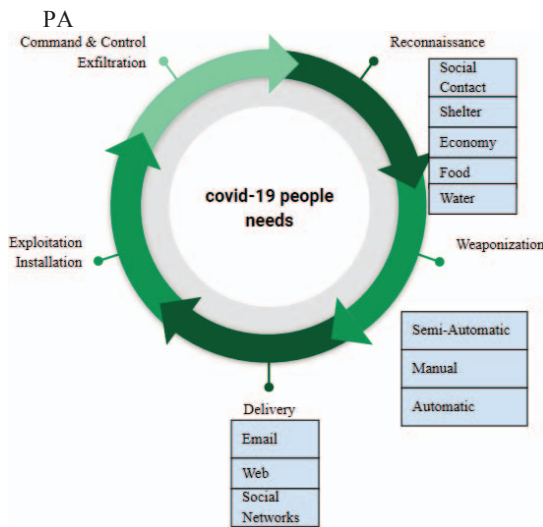 PA
Command & Control
Exfiltration
Reconnaissance
Social
Contact
Shelter
Economy
Food
Water
covid-19 people
needs
Exploitation
Installation
Weaponization
Semi-Automatic
Manual
Automatic
Delivery
Email
Web
Social
Networks